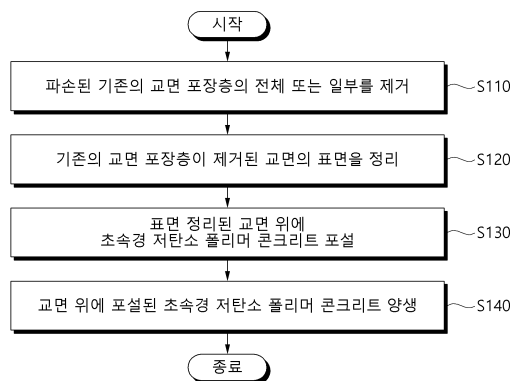 시작
파손된 기존의 교면 포장층의 전체 또는 일부를 제거
S110
기존의 교면 포장층이 제거된 교면의 표면을 정리
S120
표면 정리된 교면 위에
초속경 저탄소 폴리머 콘크리트 포설
S130
교면 위에 포설된 초속경 저탄소 폴리머 콘크리트 양생
S140
종료